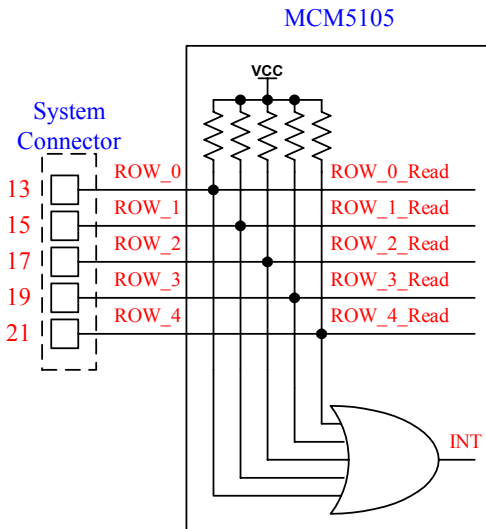 MCM5105
VCC
System
Connector
13 ROW_0 ROW_0_Read
15 ROW_1 ROW_1_Read
17 ROW_2 ROW_2_Read
19 ROW_3 ROW_3_Read
21 ROW_4 ROW_4_Read
INT